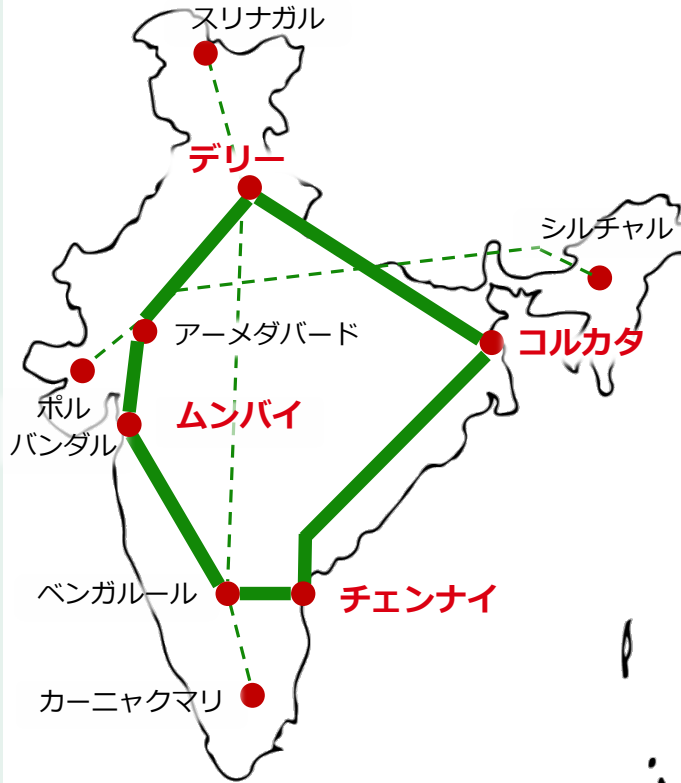 スリナガル
デリー
シルチャル
アーメダバード
コルカタ
ポル
バンダル
ムンバイ
ベンガルール
チェンナイ
カーニャクマリ